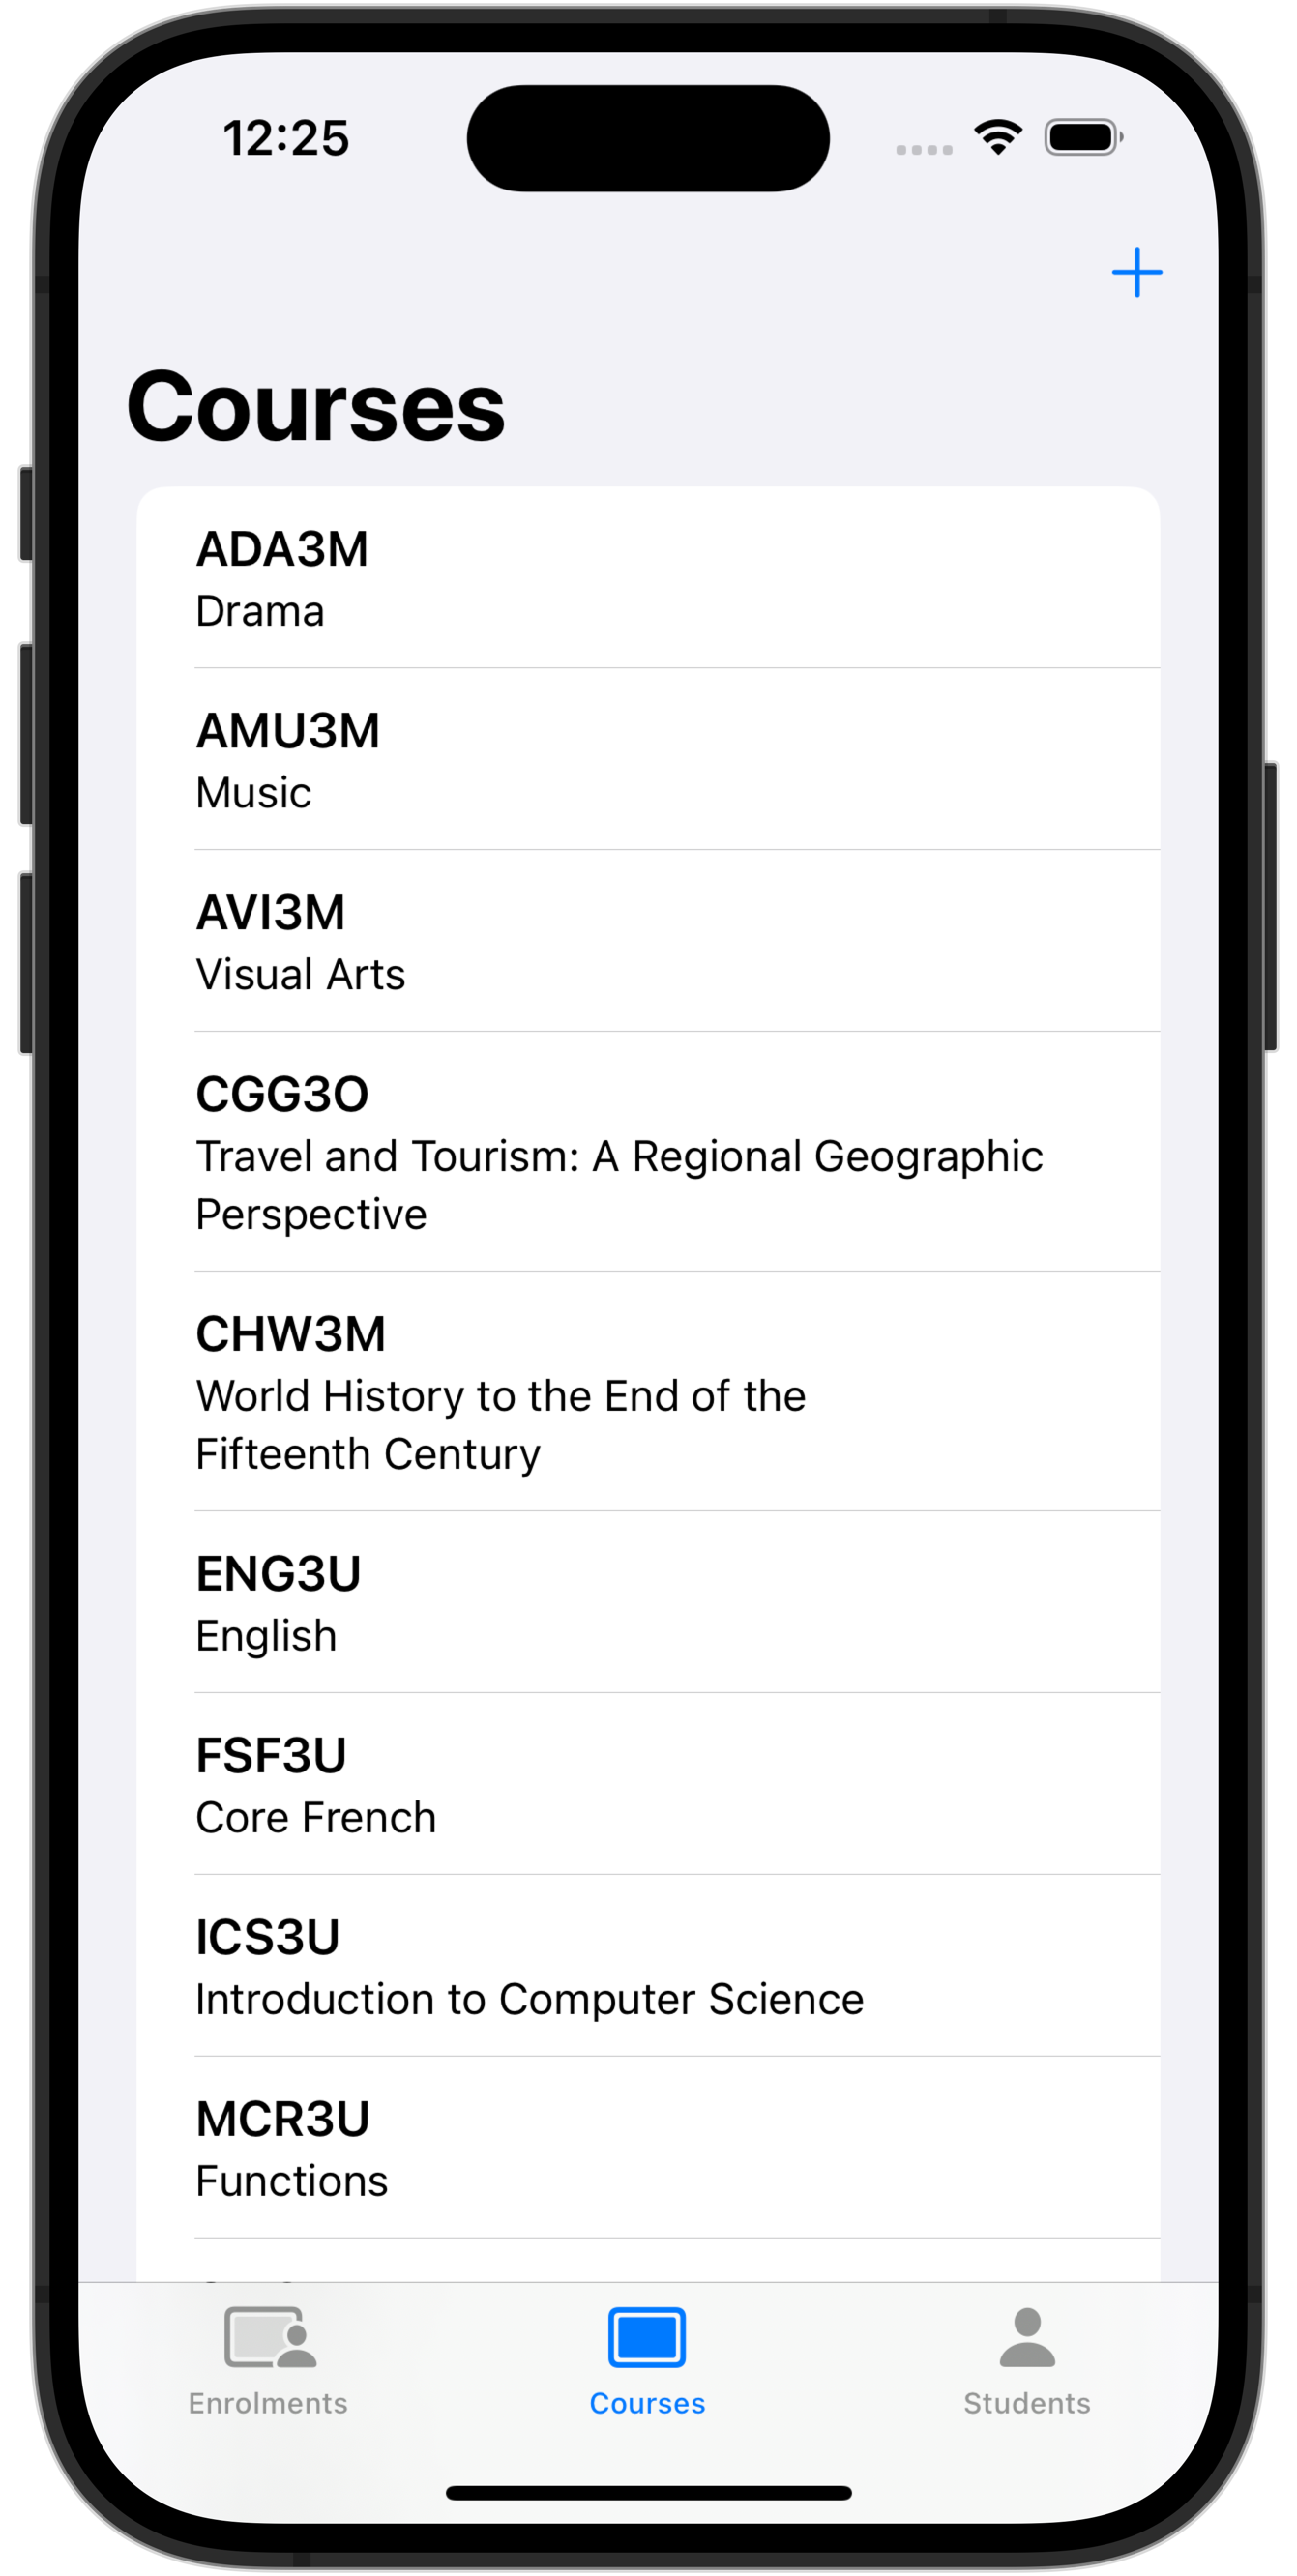 12:25
Courses
ADA3M
Drama
AMU3M
Music
AVI3M
Visual Arts
CGG3O
Travel and Tourism: A Regional Geographic
Perspective
CHW3M
World History to the End of the
Fifteenth Century
ENG3U
English
FSF3U
Core French
ICS3U
Introduction to Computer Science
MCR3U
Functions
Enrolments
Courses
Students